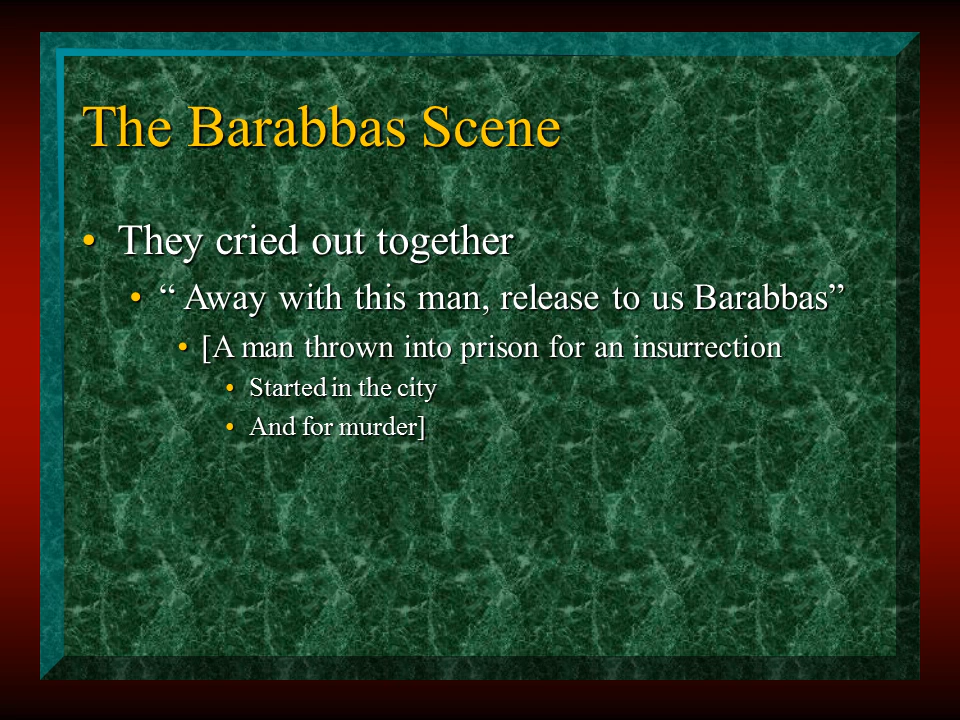 The Barabbas Scene
• They cried out together
• “ Away with this man, release to us Barabbas”
• [A man thrown into prison for an insurrection
• Started in the city
• And for murder]